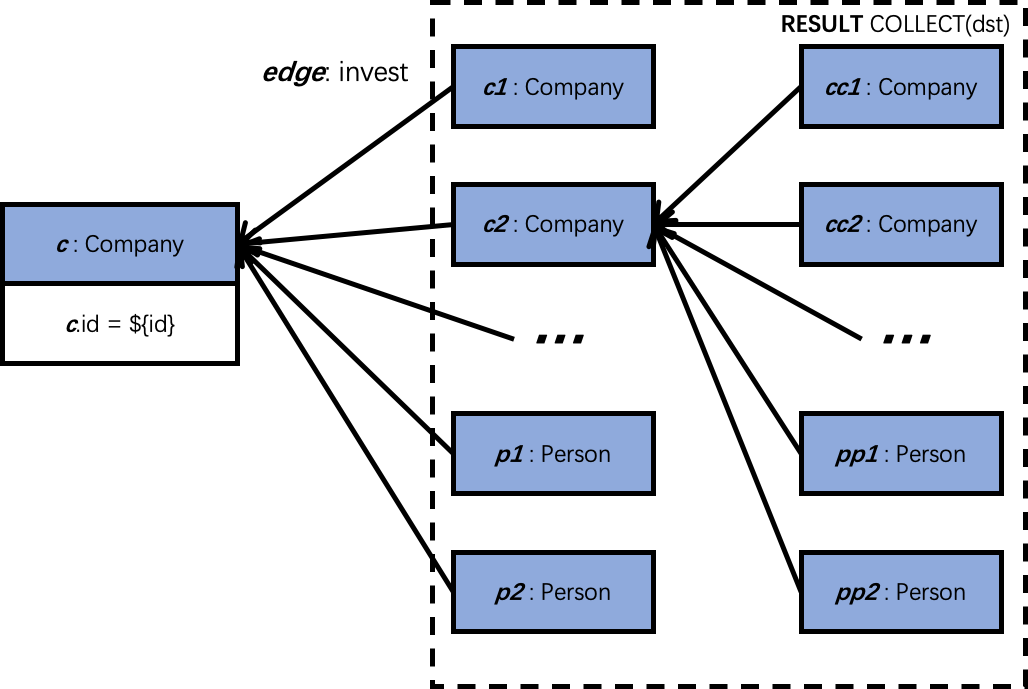 RESULT COLLECT(dst)
edge: invest
c1 : Company
cc1 : Company
c2 : Company
cc2 : Company
c : Company
c.id = ${id}
...
...
p1 : Person
pp1 : Person
p2 : Person
pp2 : Person